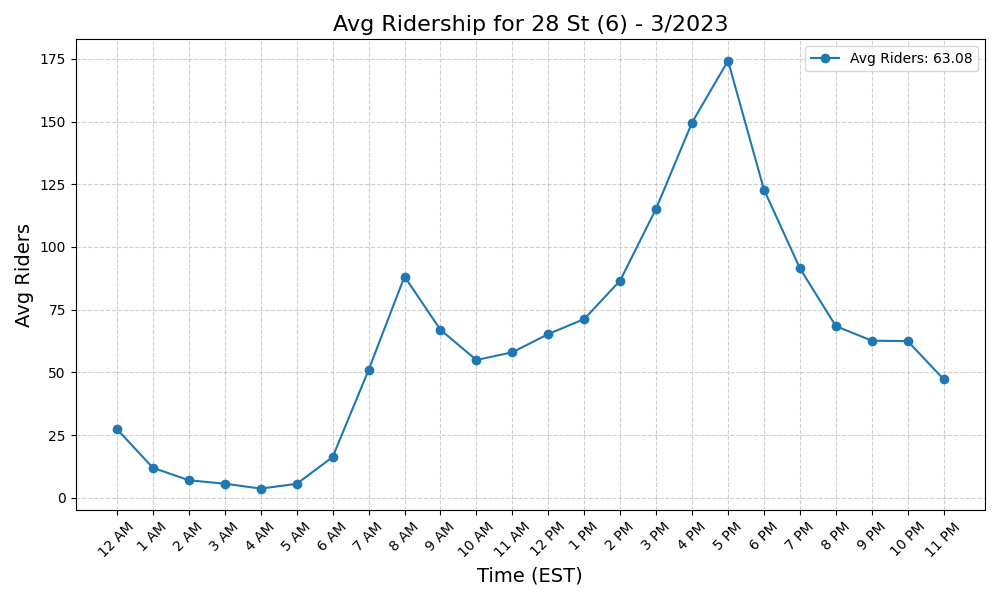 Avg Ridership for 28 St (6) - 3/2023
Avg Riders: 63.08
Avg Riders
175
150
125
100
75
50
25
0
12 AM
1 AM
2 AM
3 AM
4 AM
5 AM
6 AM
7 AM
8 AM
9 AM
10 AM
11 AM
12 PM
1 PM
2 PM
3 PM
4 PM
5 PM
6 PM
7 PM
8 PM
9 PM
10 PM
11 PM
Time (EST)